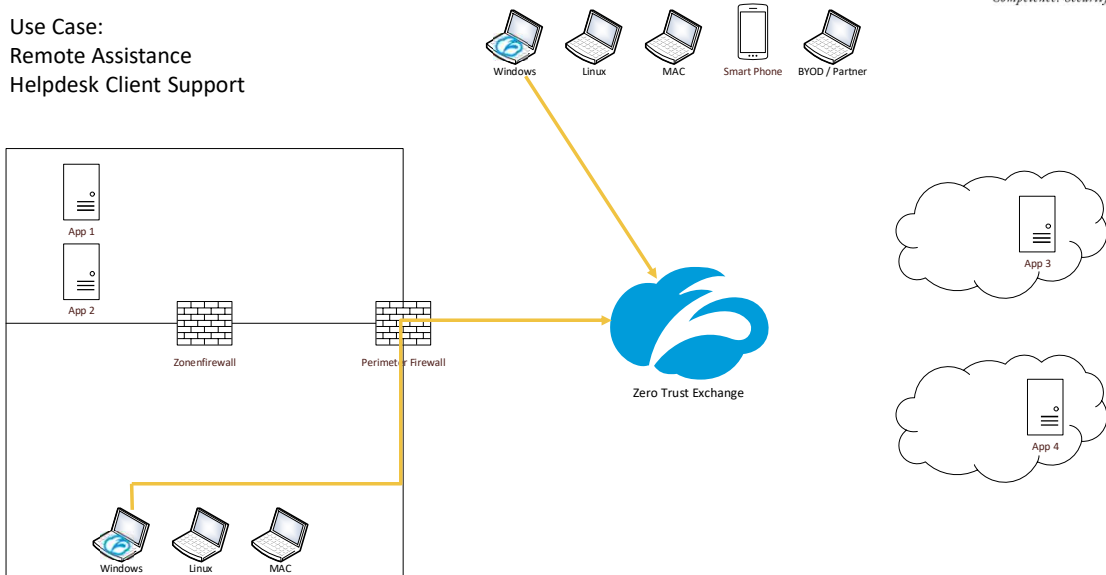 Use Case:
Remote Assistance
Helpdesk Client Support
Windows
Linux
MAC
Smart Phone
BYOD / Partner
App 1
App 2
App 3
Zonenfirewall
Perimeter Firewall
Zero Trust Exchange
App 4
Windows
Linux
MAC